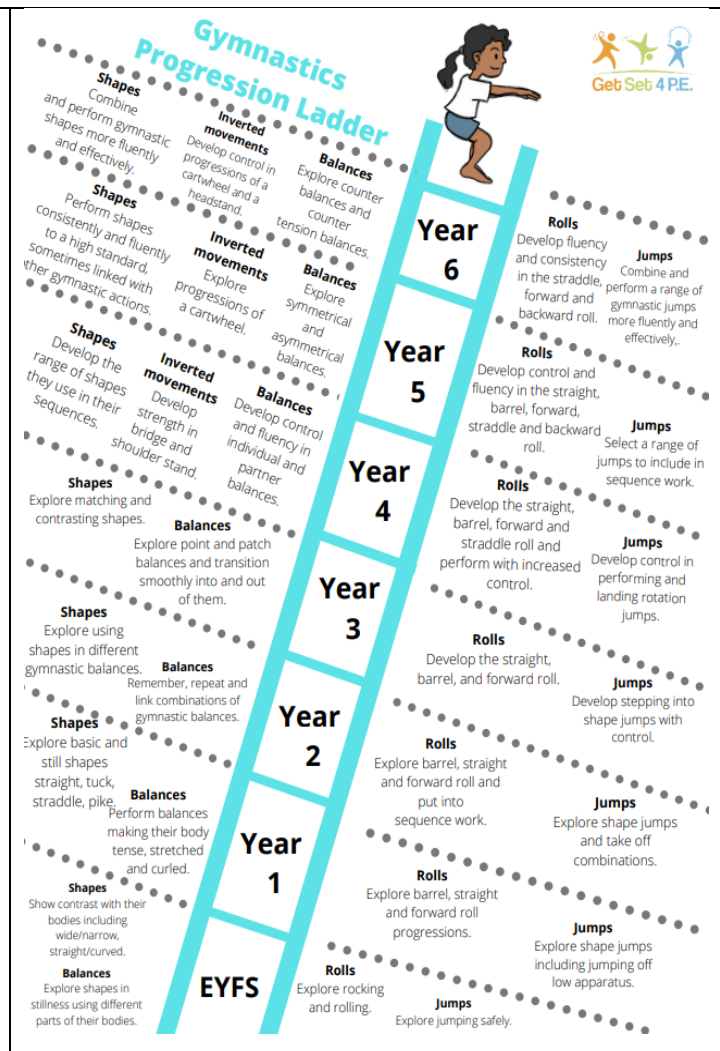 Gymnastics
Progression Ladder
Get Set 4 P.E.
Shapes
Combine
and perform gymnastic
shapes more fluently
and effectively.
Inverted
movements
Develop control in
progressions of a
cartwheel and a
headstand.
Balances
Explore counter
balances and
counter
tension balances.
Year
6
Rolls
Develop fluency
and consistency
in the straddle,
forward and
backward roll.
Jumps
Combine and
perform a range of
gymnastic jumps
more fluently and
effectively,.
Shapes
Perform shapes
consistently and fluently
to a high standard,
sometimes linked with
ther gymnastic actions.
Inverted
movements
Explore
progressions of
a cartwheel.
Balances
Explore
symmetrical
and
asymmetrical
balances.
Year
5
Rolls
Develop control and
fluency in the straight,
barrel, forward,
straddle and backward
roll.
Jumps
Select a range of
jumps to include in
sequence work.
Shapes
Develop the
range of shapes
they use in their
sequences.
Inverted
movements
Develop
strength in
bridge and
shoulder stand.
Balances
Develop control
and fluency in
individual and
partner
balances.
Year
4
Rolls
Develop the straight,
barrel, forward and
straddle roll and
perform with increased
control.
Jumps
Develop control in
performing and
landing rotation
jumps.
Shapes
Explore matching and
contrasting shapes.
Balances
Explore point and patch
balances and transition
smoothly into and out
of them.
Year
3
Rolls
Develop the straight,
barrel, and forward roll.
Jumps
Develop stepping into
shape jumps with
control.
Shapes
Explore using
shapes in different
gymnastic balances.
Balances
Remember, repeat and
link combinations of
gymnastic balances.
Year
2
Rolls
Explore barrel, straight
and forward roll and
put into
sequence work.
Jumps
Explore shape jumps
and take off
combinations.
Shapes
Explore basic and
still shapes
straight, tuck,
straddle, pike.
Balances
Perform balances
making their body
tense, stretched
and curled.
Year
1
Rolls
Explore barrel, straight
and forward roll
progressions.
Jumps
Explore shape jumps
including jumping off
low apparatus.
Shapes
Show contrast with their
bodies including
wide/narrow,
straight/curved.
Balances
Explore shapes in
stillness using different
parts of their bodies.
EYFS
Rolls
Explore rocking
and rolling.
Jumps
Explore jumping safely.